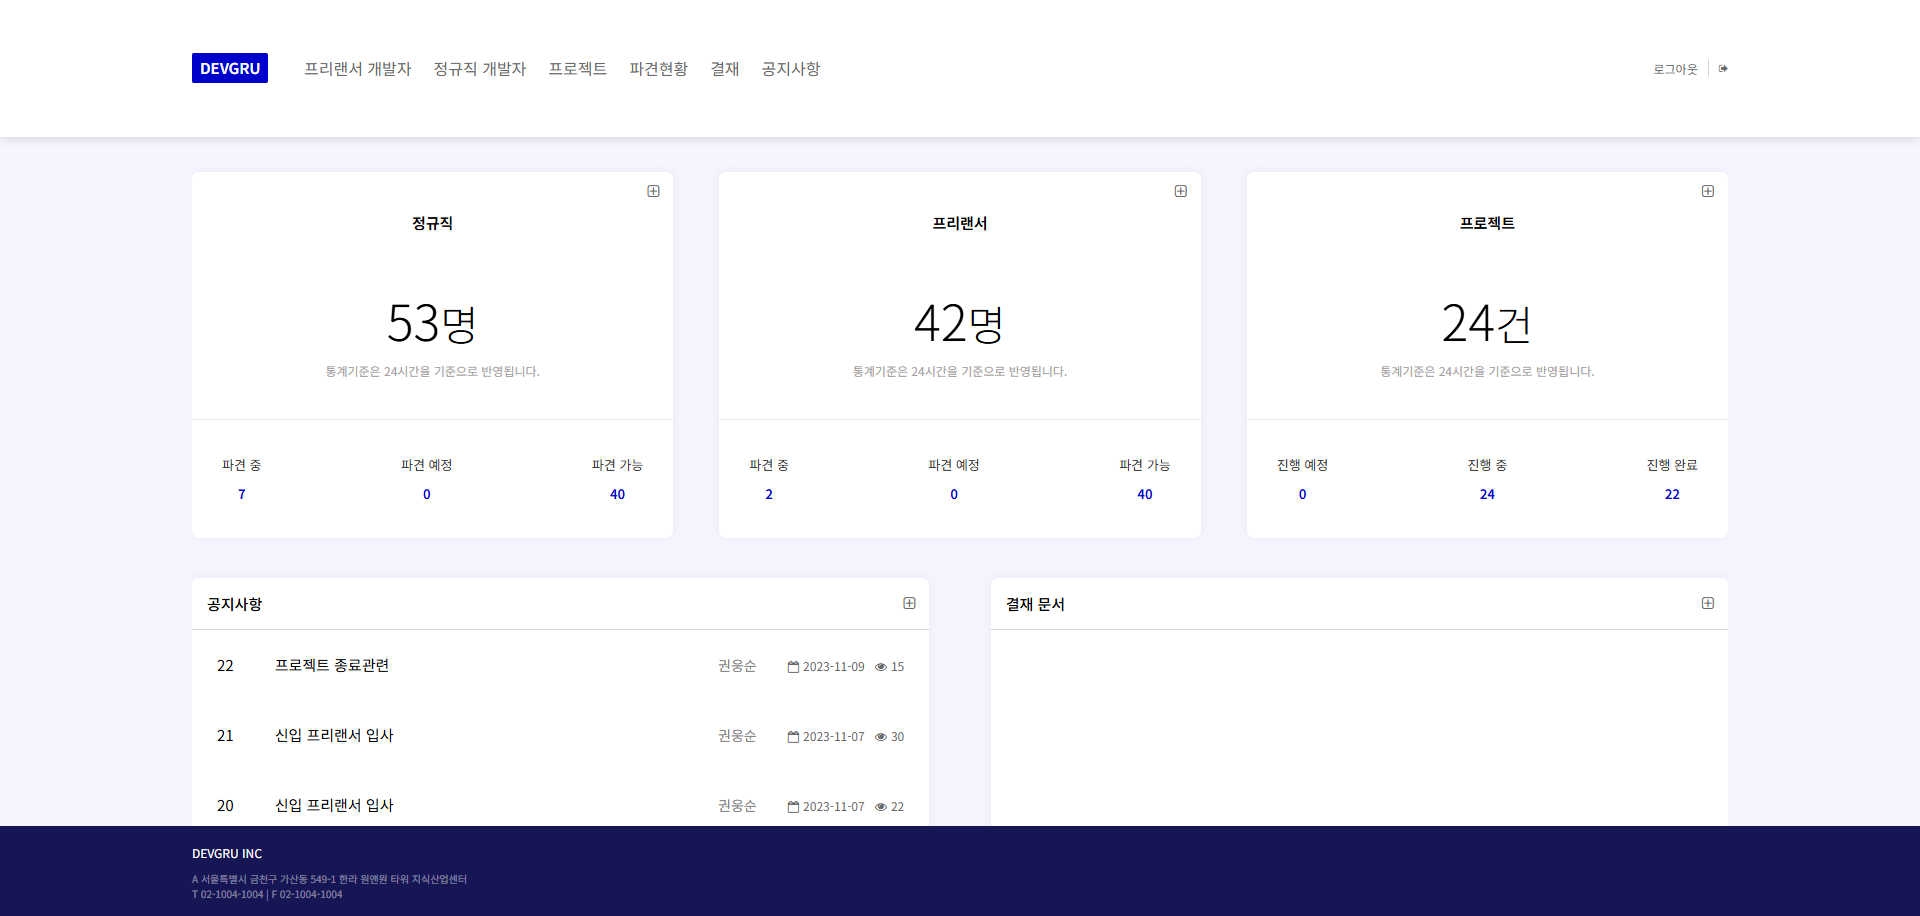 DEVGRU 프리랜서 개발자 정규직 개발자 프로젝트 파견현황 결재 공지사항 로그아웃
정규직
53명
통계기준은 24시간을 기준으로 반영됩니다.
파견 중 파견 예정 파견 가능
7 0 40
프리랜서
42명
통계기준은 24시간을 기준으로 반영됩니다.
파견 중 파견 예정 파견 가능
2 0 40
프로젝트
24건
통계기준은 24시간을 기준으로 반영됩니다.
진행 예정 진행 중 진행 완료
0 24 22
공지사항
22 프로젝트 종료관련 권웅순 2023-11-09 15
21 신입 프리랜서 입사 권웅순 2023-11-07 30
20 신입 프리랜서 입사 권웅순 2023-11-07 22
결재 문서
DEVGRU INC
A 서울특별시 금천구 가산동 549-1 한라 원앤원 타워 지식산업센터
T 02-1004-1004 | F 02-1004-1004